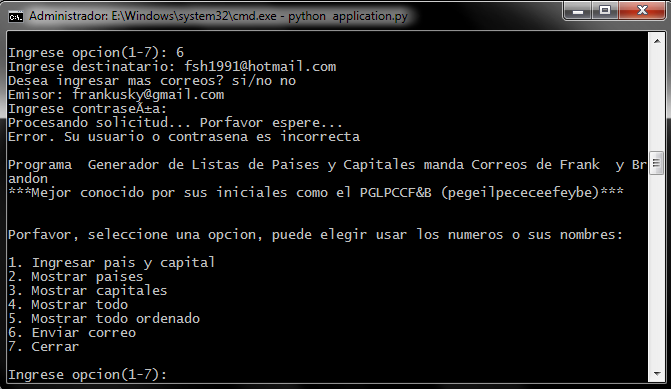 Administrador: E:\Windows\system32\cmd.exe - python  application.py
Ingrese opcion(1-7): 6
Ingrese destinatario: fsh1991@hotmail.com
Desea ingresar mas correos? si/no no
Emisor: frankusky@gmail.com
Ingrese contraseÃ±a:
Procesando solicitud... Porfavor espere...
Error. Su usuario o contrasena es incorrecta
Programa  Generador de Listas de Paises y Capitales manda Correos de Frank  y Br
andon
***Mejor conocido por sus iniciales como el PGLPCCF&B (pegeilpececeefeybe)***
Porfavor, seleccione una opcion, puede elegir usar los numeros o sus nombres:
1. Ingresar pais y capital
2. Mostrar paises
3. Mostrar capitales
4. Mostrar todo
5. Mostrar todo ordenado
6. Enviar correo
7. Cerrar
Ingrese opcion(1-7):